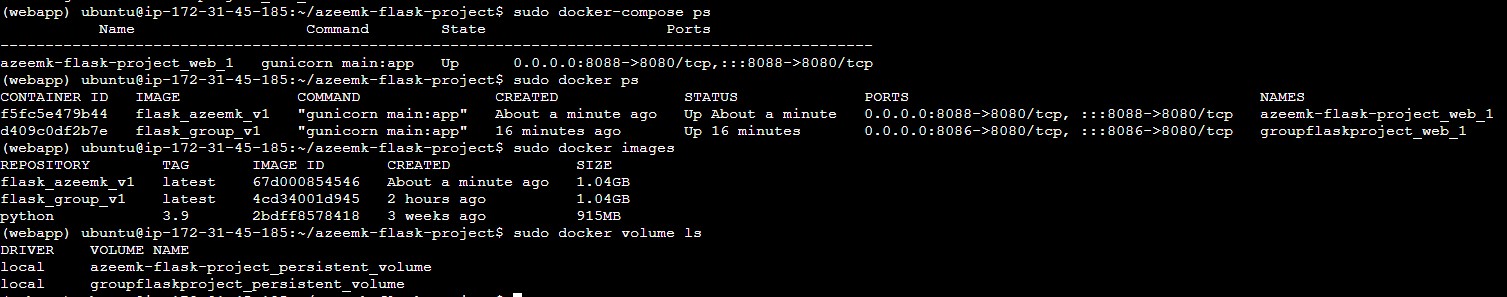 (webapp) ubuntu@ip-172-31-45-185:~/azeemk-flask-project$ sudo docker-compose ps
Name Command State Ports
----------------------------------------------------------------------------------------------------
azeemk-flask-project_web_1 gunicorn main:app Up 0.0.0.0:8088->8080/tcp,:::8088->8080/tcp
(webapp) ubuntu@ip-172-31-45-185:~/azeemk-flask-project$ sudo docker ps
CONTAINER ID IMAGE COMMAND CREATED STATUS PORTS NAMES
f5fc5e479b44 flask_azeemk_v1 "gunicorn main:app" About a minute ago Up About a minute 0.0.0.0:8088->8080/tcp, :::8088->8080/tcp azeemk-flask-project_web_1
d409c0df2b7e flask_group_v1 "gunicorn main:app" 16 minutes ago Up 16 minutes 0.0.0.0:8086->8080/tcp, :::8086->8080/tcp groupflaskproject_web_1
(webapp) ubuntu@ip-172-31-45-185:~/azeemk-flask-project$ sudo docker images
REPOSITORY TAG IMAGE ID CREATED SIZE
flask_azeemk_v1 latest 67d000854546 About a minute ago 1.04GB
flask_group_v1 latest 4cd34001d945 2 hours ago 1.04GB
python 3.9 2bdff8578418 3 weeks ago 915MB
(webapp) ubuntu@ip-172-31-45-185:~/azeemk-flask-project$ sudo docker volume ls
DRIVER VOLUME NAME
local azeemk-flask-project_persistent_volume
local groupflaskproject_persistent_volume